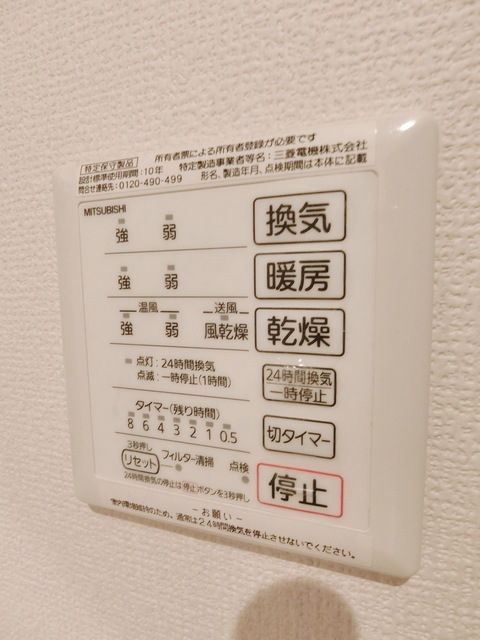 所有者票による所有者登録が必要です
特定保守製品 特定製造事業者等名：三菱電機株式会社
設計標準使用期間：10年 形名、製造年月、点検期間は本体に記載
問合せ連絡先：0120-490-499
MITSUBISHI
強 弱 換気
強 弱 暖房
温風 送風
強 弱 風乾燥 乾燥
点灯：24時間換気
点滅：一時停止(1時間)
24時間換気
一時停止
タイマー(残り時間)
8 6 4 3 2 1 0.5
切タイマー
3秒押し
リセット フィルター清掃 点検
24時間換気の停止は停止ボタンを3秒押し
停止
－お願い－
のため、通常は24時間換気を停止させないでください。